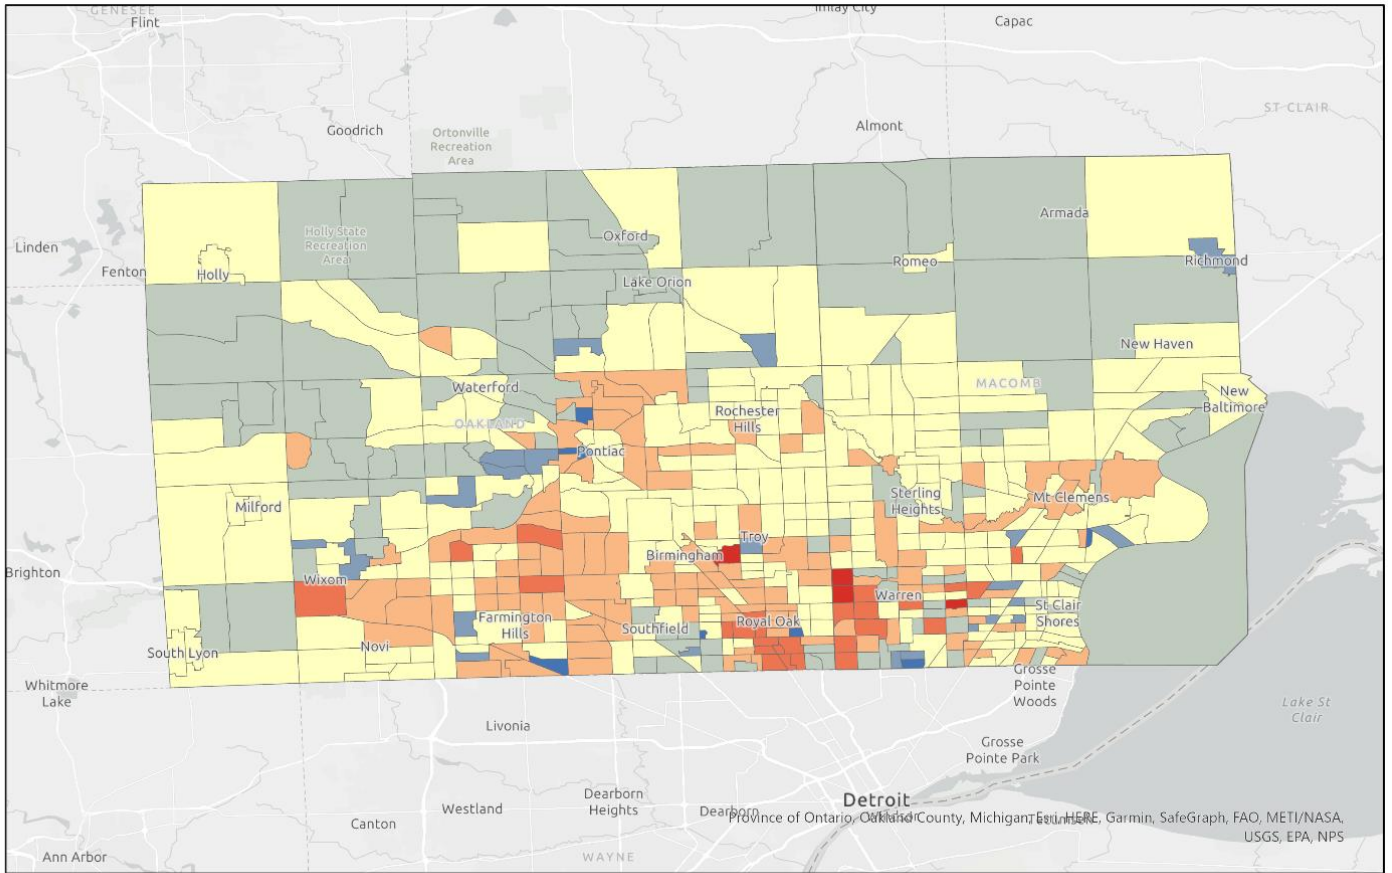 GENESEE
Flint
Imlay City
Capac
ST CLAIR
Goodrich
Almont
Ortonville
Recreation
Area
Armada
Linden
Holly State
Recreation
Area
Oxford
Fenton
Holly
Romeo
Richmond
Lake Orion
New Haven
Waterford
MACOMB
New
Baltimore
OAKLAND
Rochester
Hills
Pontiac
Milford
Sterling
Heights
Mt Clemens
Troy
Birmingham
Brighton
Wixom
Warren
St Clair
Shores
Farmington
Hills
Southfield
Royal Oak
South Lyon
Novi
Grosse
Pointe
Woods
Whitmore
Lake
Lake St
Clair
Livonia
Grosse
Pointe Park
Dearborn
Heights
Detroit
Westland
Dearborn
Canton
Province of Ontario, Oakland County, Michigan, Esri, HERE, Garmin, SafeGraph, FAO, METI/NASA,
USGS, EPA, NPS
Ann Arbor
WAYNE